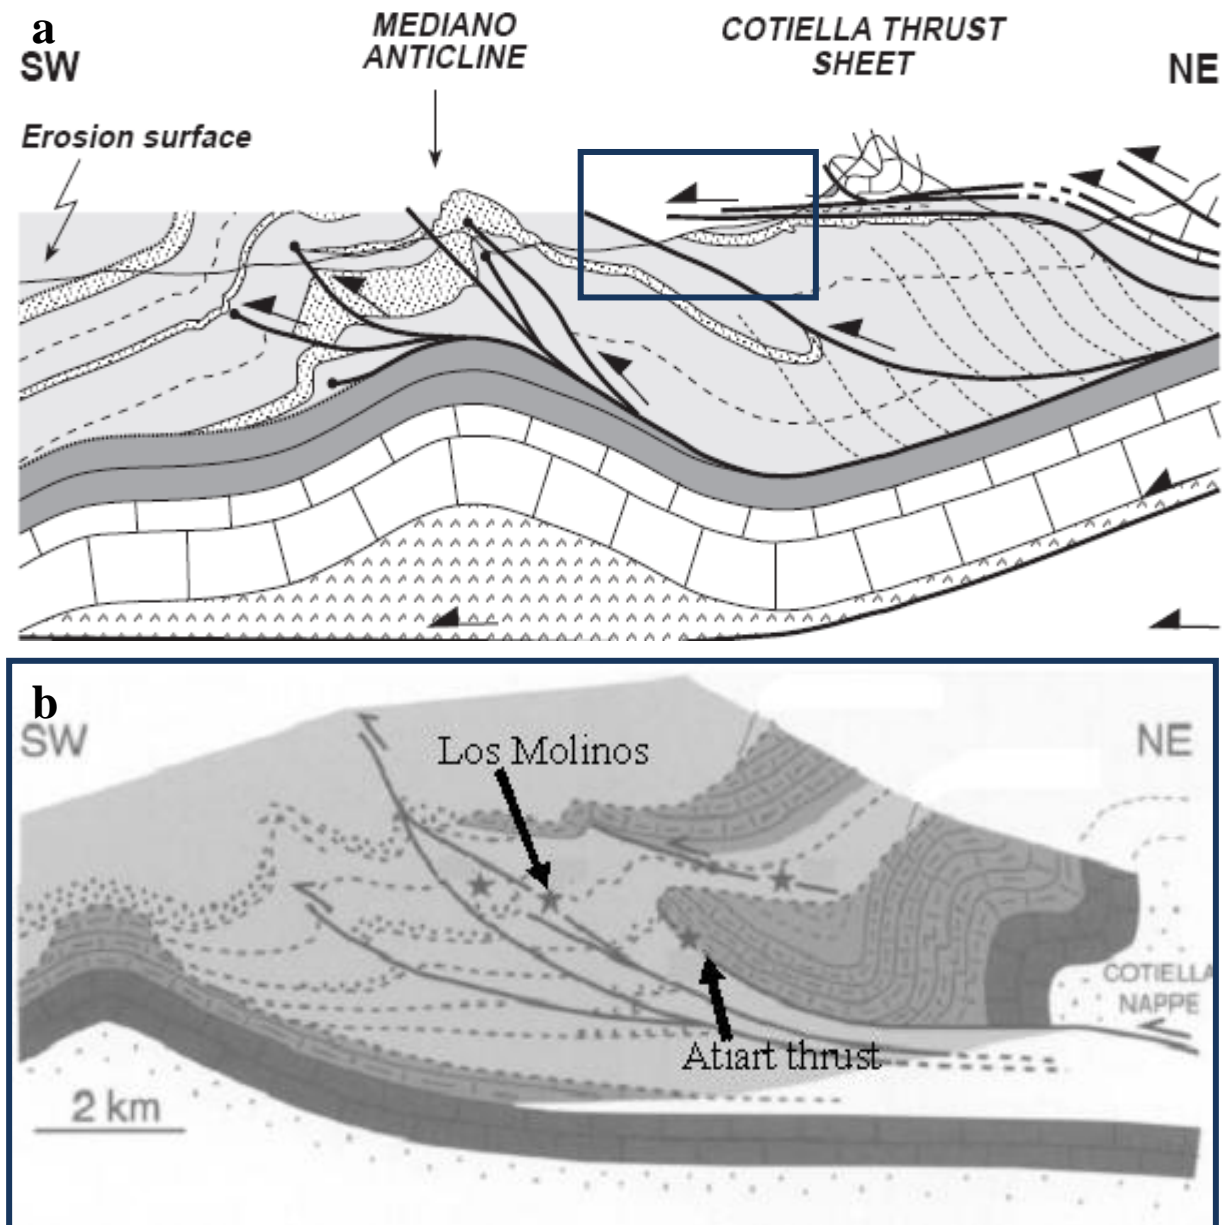 a
SW
MEDIANO
ANTICLINE
COTIELLA THRUST
SHEET
NE
Erosion surface
b
SW
Los Molinos
NE
COTIELLA
NAPPE
Atiart thrust
2 km